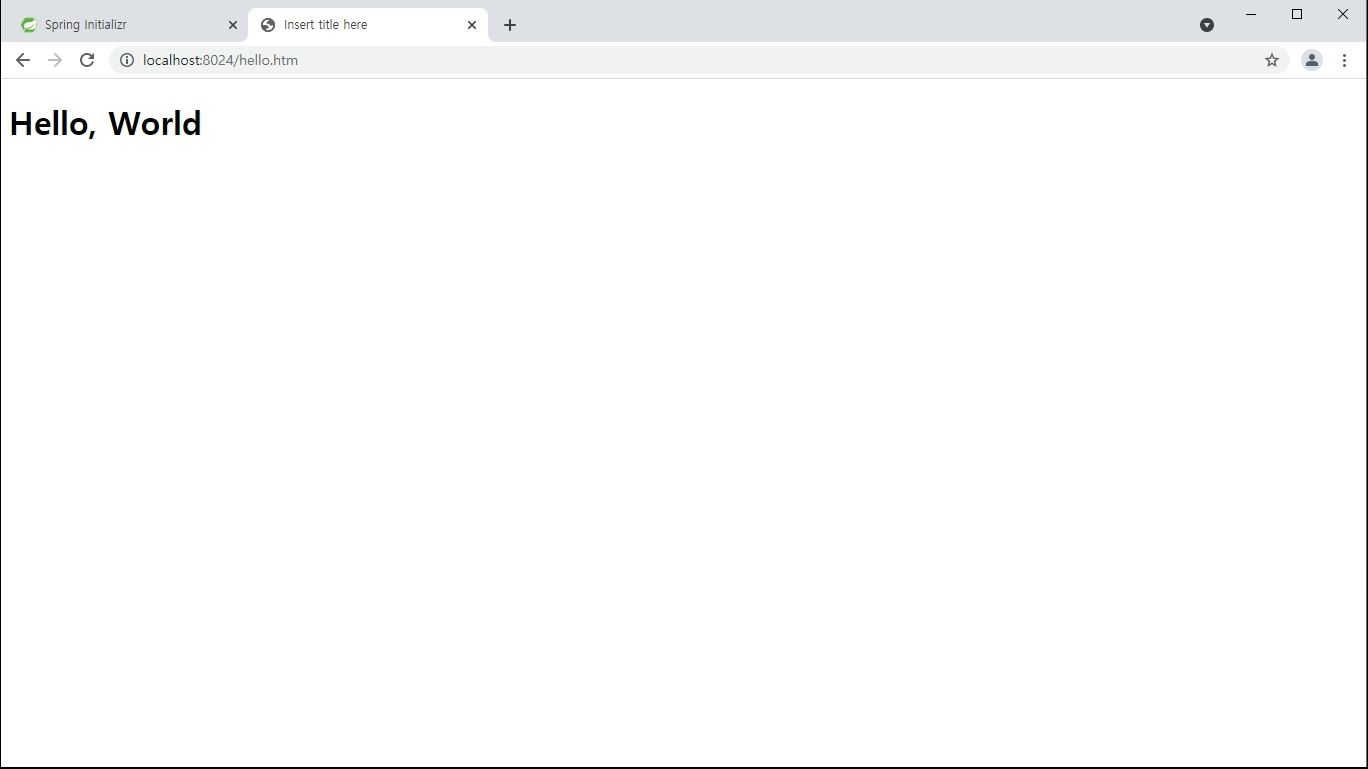 Spring Initializr
Insert title here
localhost:8024/hello.htm
Hello, World